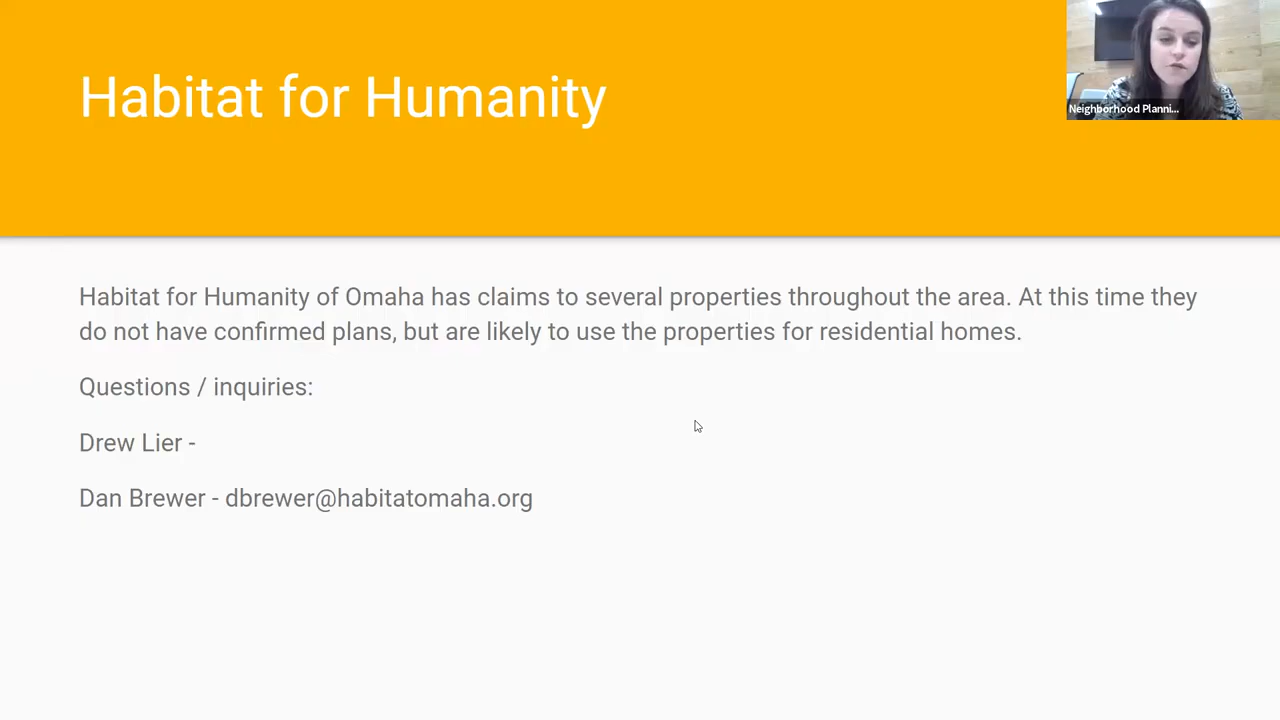 Habitat for Humanity
Neighborhood Planni...
Habitat for Humanity of Omaha has claims to several properties throughout the area. At this time they
do not have confirmed plans, but are likely to use the properties for residential homes.
Questions / inquiries:
Drew Lier -
Dan Brewer - dbrewer@habitatomaha.org